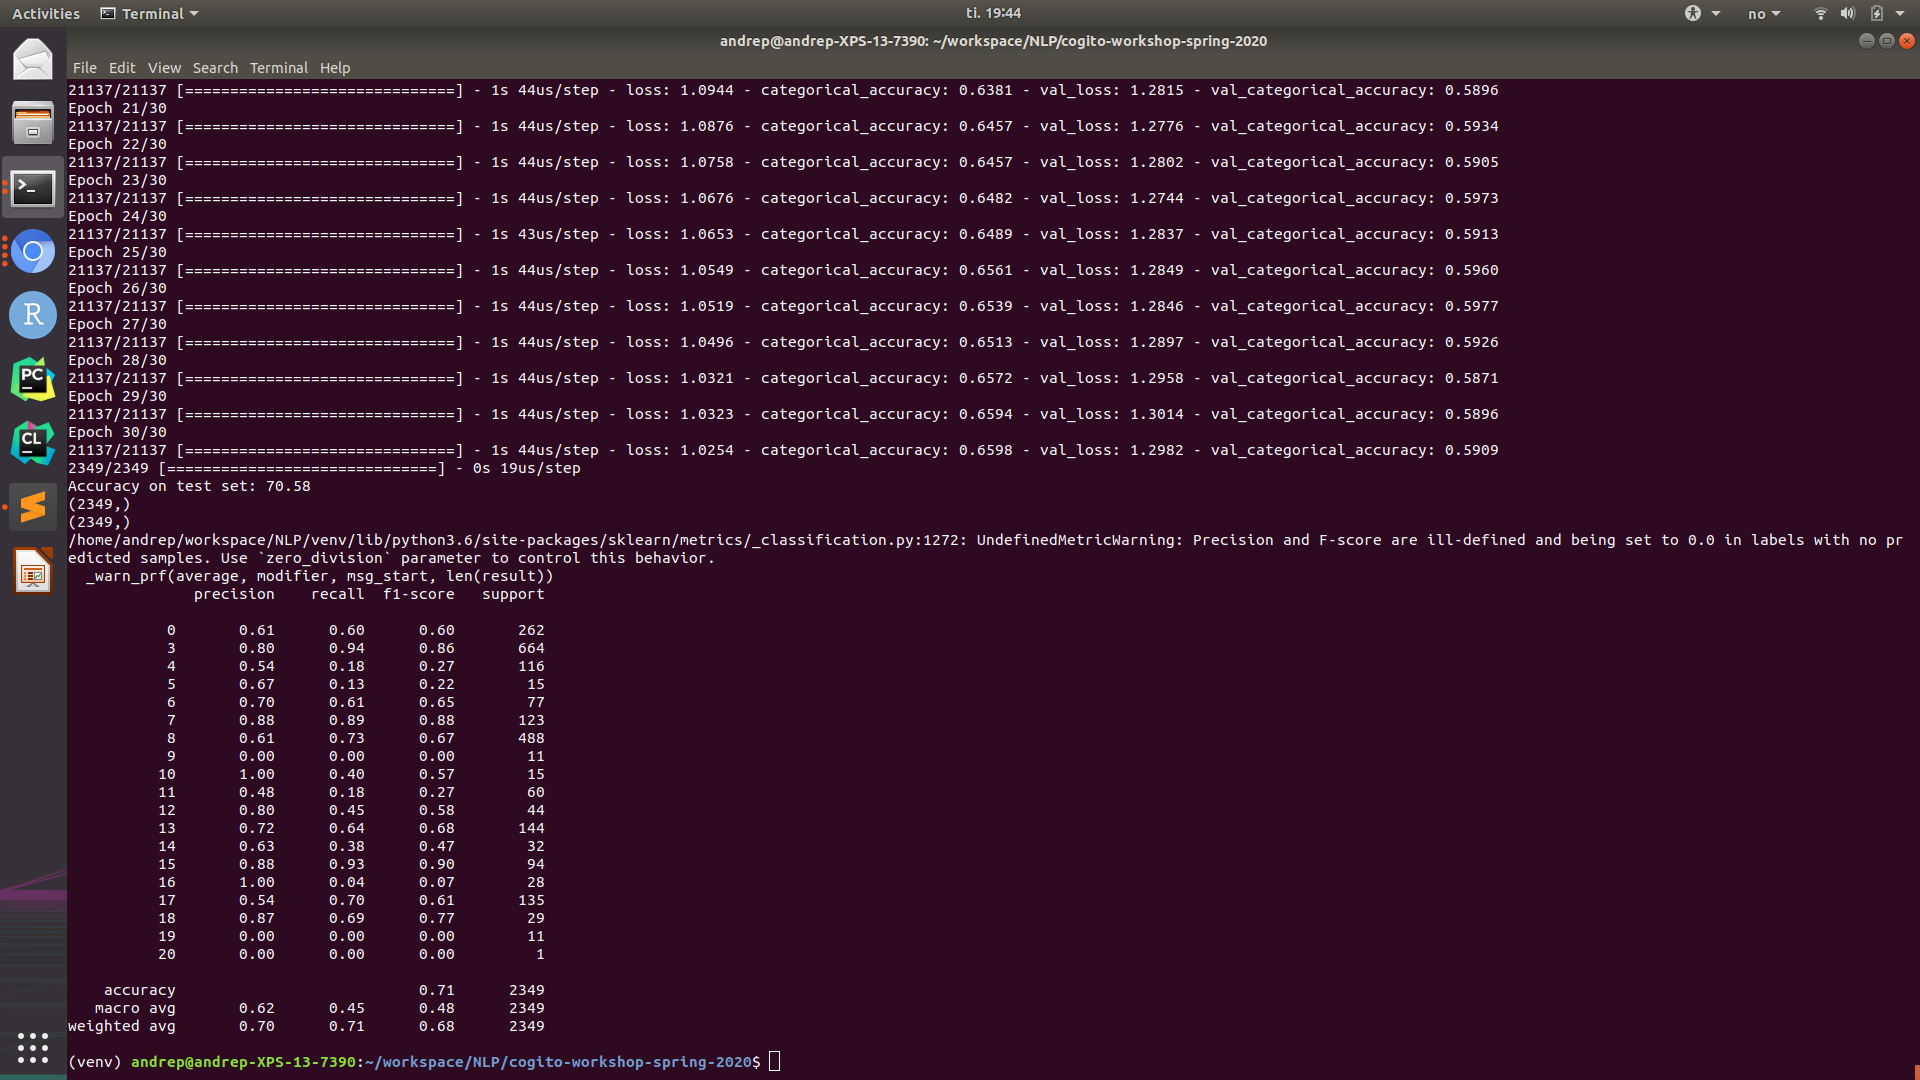 Activities Terminal ti. 19:44 no
andrep@andrep-XPS-13-7390: ~/workspace/NLP/cogito-workshop-spring-2020
File Edit View Search Terminal Help
21137/21137 [==============================] - 1s 44us/step - loss: 1.0944 - categorical_accuracy: 0.6381 - val_loss: 1.2815 - val_categorical_accuracy: 0.5896
Epoch 21/30
21137/21137 [==============================] - 1s 44us/step - loss: 1.0876 - categorical_accuracy: 0.6457 - val_loss: 1.2776 - val_categorical_accuracy: 0.5934
Epoch 22/30
21137/21137 [==============================] - 1s 44us/step - loss: 1.0758 - categorical_accuracy: 0.6457 - val_loss: 1.2802 - val_categorical_accuracy: 0.5905
Epoch 23/30
21137/21137 [==============================] - 1s 44us/step - loss: 1.0676 - categorical_accuracy: 0.6482 - val_loss: 1.2744 - val_categorical_accuracy: 0.5973
Epoch 24/30
21137/21137 [==============================] - 1s 43us/step - loss: 1.0653 - categorical_accuracy: 0.6489 - val_loss: 1.2837 - val_categorical_accuracy: 0.5913
Epoch 25/30
21137/21137 [==============================] - 1s 44us/step - loss: 1.0549 - categorical_accuracy: 0.6561 - val_loss: 1.2849 - val_categorical_accuracy: 0.5960
Epoch 26/30
21137/21137 [==============================] - 1s 44us/step - loss: 1.0519 - categorical_accuracy: 0.6539 - val_loss: 1.2846 - val_categorical_accuracy: 0.5977
Epoch 27/30
21137/21137 [==============================] - 1s 44us/step - loss: 1.0496 - categorical_accuracy: 0.6513 - val_loss: 1.2897 - val_categorical_accuracy: 0.5926
Epoch 28/30
21137/21137 [==============================] - 1s 44us/step - loss: 1.0321 - categorical_accuracy: 0.6572 - val_loss: 1.2958 - val_categorical_accuracy: 0.5871
Epoch 29/30
21137/21137 [==============================] - 1s 44us/step - loss: 1.0323 - categorical_accuracy: 0.6594 - val_loss: 1.3014 - val_categorical_accuracy: 0.5896
Epoch 30/30
21137/21137 [==============================] - 1s 44us/step - loss: 1.0254 - categorical_accuracy: 0.6598 - val_loss: 1.2982 - val_categorical_accuracy: 0.5909
2349/2349 [==============================] - 0s 19us/step
Accuracy on test set: 70.58
(2349,)
(2349,)
/home/andrep/workspace/NLP/venv/lib/python3.6/site-packages/sklearn/metrics/_classification.py:1272: UndefinedMetricWarning: Precision and F-score are ill-defined and being set to 0.0 in labels with no pr
edicted samples. Use `zero_division` parameter to control this behavior.
  _warn_prf(average, modifier, msg_start, len(result))
              precision    recall  f1-score   support
           0       0.61      0.60      0.60       262
           3       0.80      0.94      0.86       664
           4       0.54      0.18      0.27       116
           5       0.67      0.13      0.22        15
           6       0.70      0.61      0.65        77
           7       0.88      0.89      0.88       123
           8       0.61      0.73      0.67       488
           9       0.00      0.00      0.00        11
          10       1.00      0.40      0.57        15
          11       0.48      0.18      0.27        60
          12       0.80      0.45      0.58        44
          13       0.72      0.64      0.68       144
          14       0.63      0.38      0.47        32
          15       0.88      0.93      0.90        94
          16       1.00      0.04      0.07        28
          17       0.54      0.70      0.61       135
          18       0.87      0.69      0.77        29
          19       0.00      0.00      0.00        11
          20       0.00      0.00      0.00         1
    accuracy                           0.71      2349
   macro avg       0.62      0.45      0.48      2349
weighted avg       0.70      0.71      0.68      2349
(venv) andrep@andrep-XPS-13-7390:~/workspace/NLP/cogito-workshop-spring-2020$
R
PC
CL